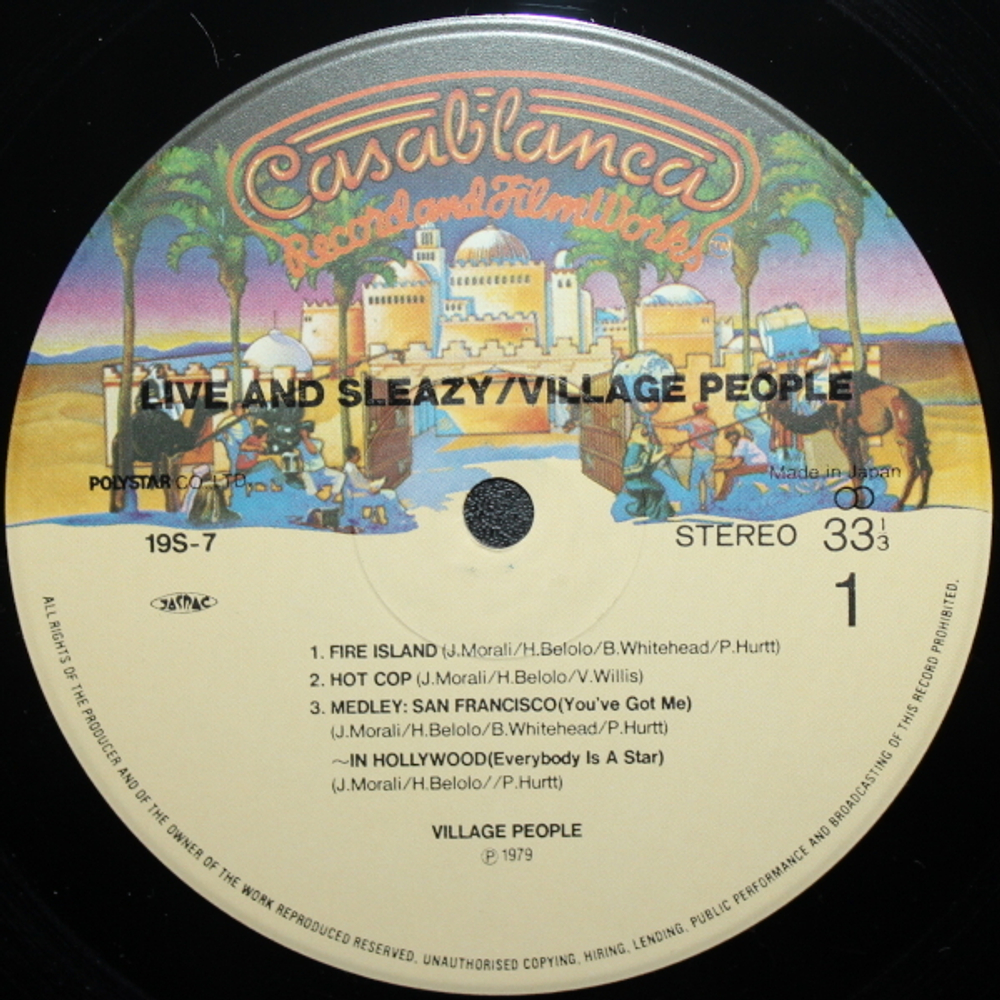 Casablanca
Record and FilmWorks
LIVE AND SLEAZY/VILLAGE PEOPLE
POLYSTAR CO., LTD.
Made in Japan
19S-7
STEREO 33 1/3
JASRAC
1
1. FIRE ISLAND (J.Morali/H.Belolo/B.Whitehead/P.Hurtt)
2. HOT COP (J.Morali/H.Belolo/V.Willis)
3. MEDLEY: SAN FRANCISCO(You've Got Me)
(J.Morali/H.Belolo/B.Whitehead/P.Hurtt)
~IN HOLLYWOOD(Everybody Is A Star)
(J.Morali/H.Belolo//P.Hurtt)
VILLAGE PEOPLE
Ⓟ 1979
ALL RIGHTS OF THE PRODUCER AND OF THE OWNER OF THE WORK REPRODUCED RESERVED. UNAUTHORISED COPYING, HIRING, LENDING, PUBLIC PERFORMANCE AND BROADCASTING OF THIS RECORD PROHIBITED.